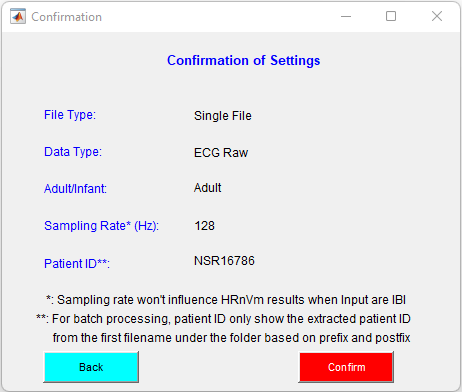 Confirmation
Confirmation of Settings
File Type: Single File
Data Type: ECG Raw
Adult/Infant: Adult
Sampling Rate* (Hz): 128
Patient ID**: NSR16786
*: Sampling rate won't influence HRnVm results when Input are IBI
**: For batch processing, patient ID only show the extracted patient ID
from the first filename under the folder based on prefix and postfix
Back Confirm